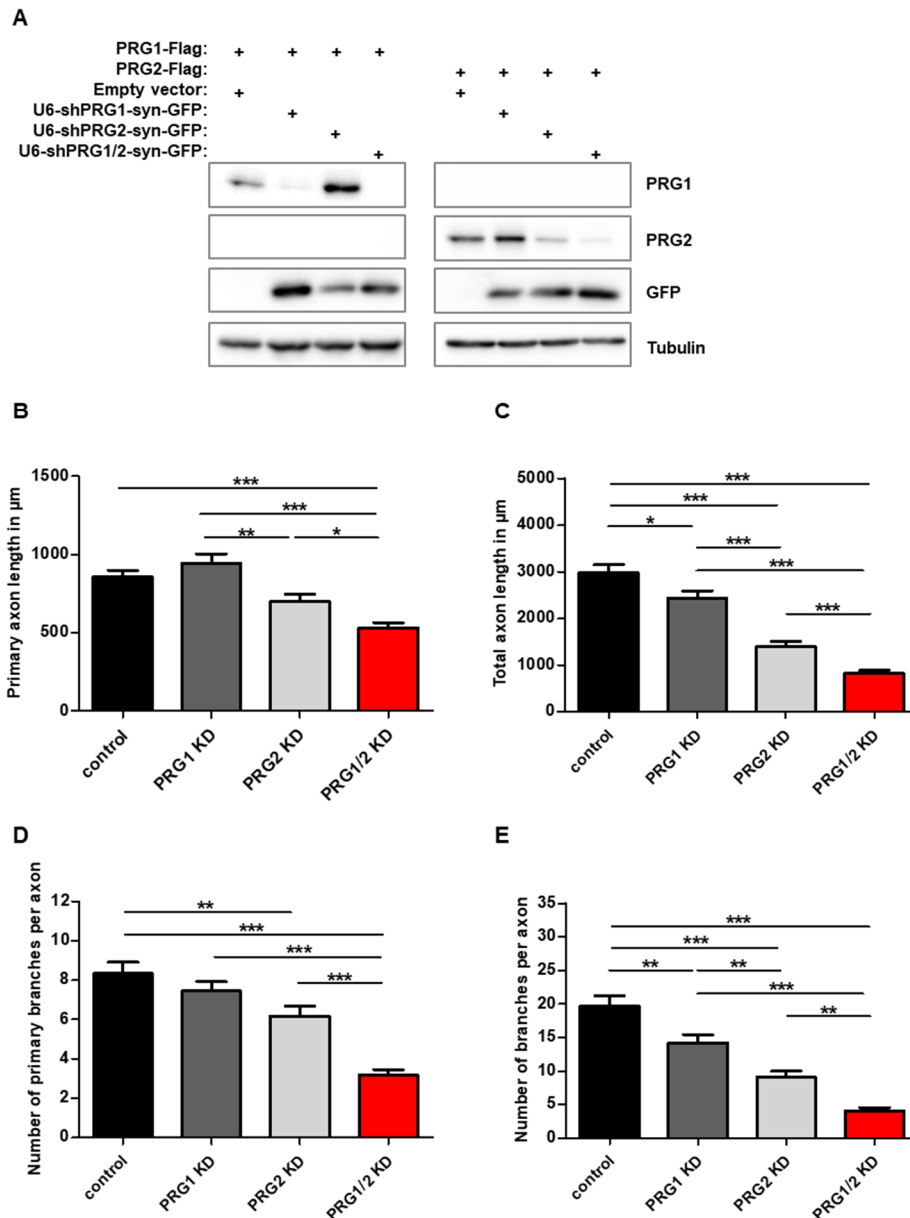 A
PRG1-Flag: + + + +
PRG2-Flag: + + + +
Empty vector: + +
U6-shPRG1-syn-GFP: + +
U6-shPRG2-syn-GFP: + +
U6-shPRG1/2-syn-GFP: + +
PRG1
PRG2
GFP
Tubulin
B
Primary axon length in µm
1500
1000
500
0
***
***
** *
control
PRG1 KD
PRG2 KD
PRG1/2 KD
C
Total axon length in µm
5000
4000
3000
2000
1000
0
***
***
*
***
***
***
control
PRG1 KD
PRG2 KD
PRG1/2 KD
D
Number of primary branches per axon
12
10
8
6
4
2
0
**
***
***
***
control
PRG1 KD
PRG2 KD
PRG1/2 KD
E
Number of branches per axon
35
30
25
20
15
10
5
0
***
***
** **
***
**
control
PRG1 KD
PRG2 KD
PRG1/2 KD